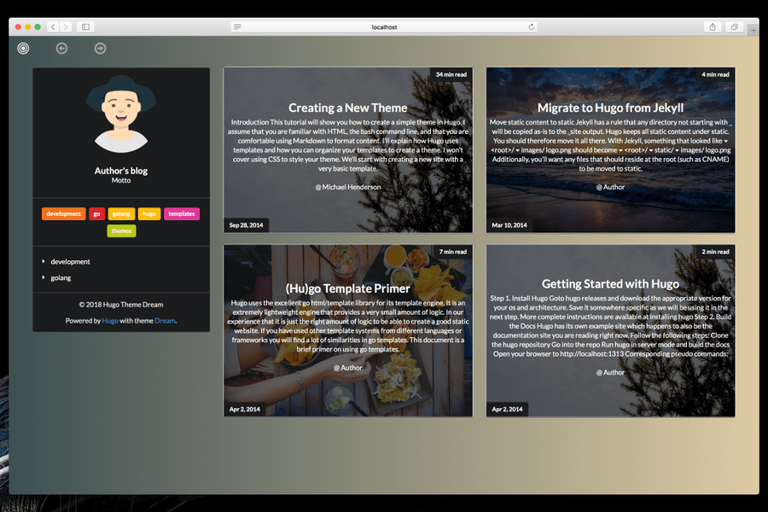 localhost
Author's blog
Motto
development go golang hugo templates
themes
development
golang
© 2018 Hugo Theme Dream
Powered by Hugo with theme Dream.
34 min read
Creating a New Theme
Introduction This tutorial will show you how to create a simple theme in Hugo. I
assume that you are familiar with HTML, the bash command line, and that you are
comfortable using Markdown to format content. I'll explain how Hugo uses
templates and how you can organize your templates to create a theme. I won't
cover using CSS to style your theme. We'll start with creating a new site with a
very basic template.
@ Michael Henderson
Sep 28, 2014
4 min read
Migrate to Hugo from Jekyll
Move static content to static Jekyll has a rule that any directory not starting with _
will be copied as-is to the _site output. Hugo keeps all static content under static.
You should therefore move it all there. With Jekyll, something that looked like ▾
<root>/ ▾ images/ logo.png should become ▾ <root>/ ▾ static/ ▾ images/ logo.png
Additionally, you'll want any files that should reside at the root (such as CNAME)
to be moved to static.
@ Author
Mar 10, 2014
7 min read
(Hu)go Template Primer
Hugo uses the excellent go html/template library for its template engine. It is an
extremely lightweight engine that provides a very small amount of logic. In our
experience that it is just the right amount of logic to be able to create a good static
website. If you have used other template systems from different languages or
frameworks you will find a lot of similarities in go templates. This document is a
brief primer on using go templates.
@ Author
Apr 2, 2014
2 min read
Getting Started with Hugo
Step 1. Install Hugo Goto hugo releases and download the appropriate version for
your os and architecture. Save it somewhere specific as we will be using it in the
next step. More complete instructions are available at installing hugo Step 2. Build
the Docs Hugo has its own example site which happens to also be the
documentation site you are reading right now. Follow the following steps: Clone
the hugo repository Go into the repo Run hugo in server mode and build the docs
Open your browser to http://localhost:1313 Corresponding pseudo commands:
@ Author
Apr 2, 2014